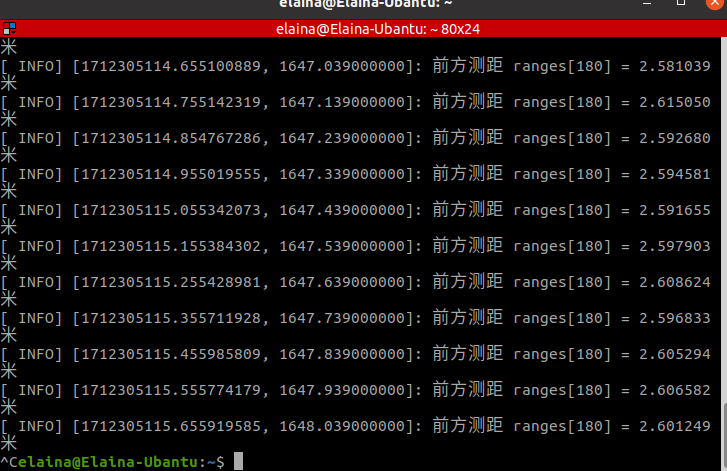 elaina@Elaina-Ubantu: ~
elaina@Elaina-Ubantu: ~ 80x24
米
[ INFO] [1712305114.655100889, 1647.039000000]: 前方测距 ranges[180] = 2.581039
米
[ INFO] [1712305114.755142319, 1647.139000000]: 前方测距 ranges[180] = 2.615050
米
[ INFO] [1712305114.854767286, 1647.239000000]: 前方测距 ranges[180] = 2.592680
米
[ INFO] [1712305114.955019555, 1647.339000000]: 前方测距 ranges[180] = 2.594581
米
[ INFO] [1712305115.055342073, 1647.439000000]: 前方测距 ranges[180] = 2.591655
米
[ INFO] [1712305115.155384302, 1647.539000000]: 前方测距 ranges[180] = 2.597903
米
[ INFO] [1712305115.255428981, 1647.639000000]: 前方测距 ranges[180] = 2.608624
米
[ INFO] [1712305115.355711928, 1647.739000000]: 前方测距 ranges[180] = 2.596833
米
[ INFO] [1712305115.455985809, 1647.839000000]: 前方测距 ranges[180] = 2.605294
米
[ INFO] [1712305115.555774179, 1647.939000000]: 前方测距 ranges[180] = 2.606582
米
[ INFO] [1712305115.655919585, 1648.039000000]: 前方测距 ranges[180] = 2.601249
米
^Celaina@Elaina-Ubantu:~$